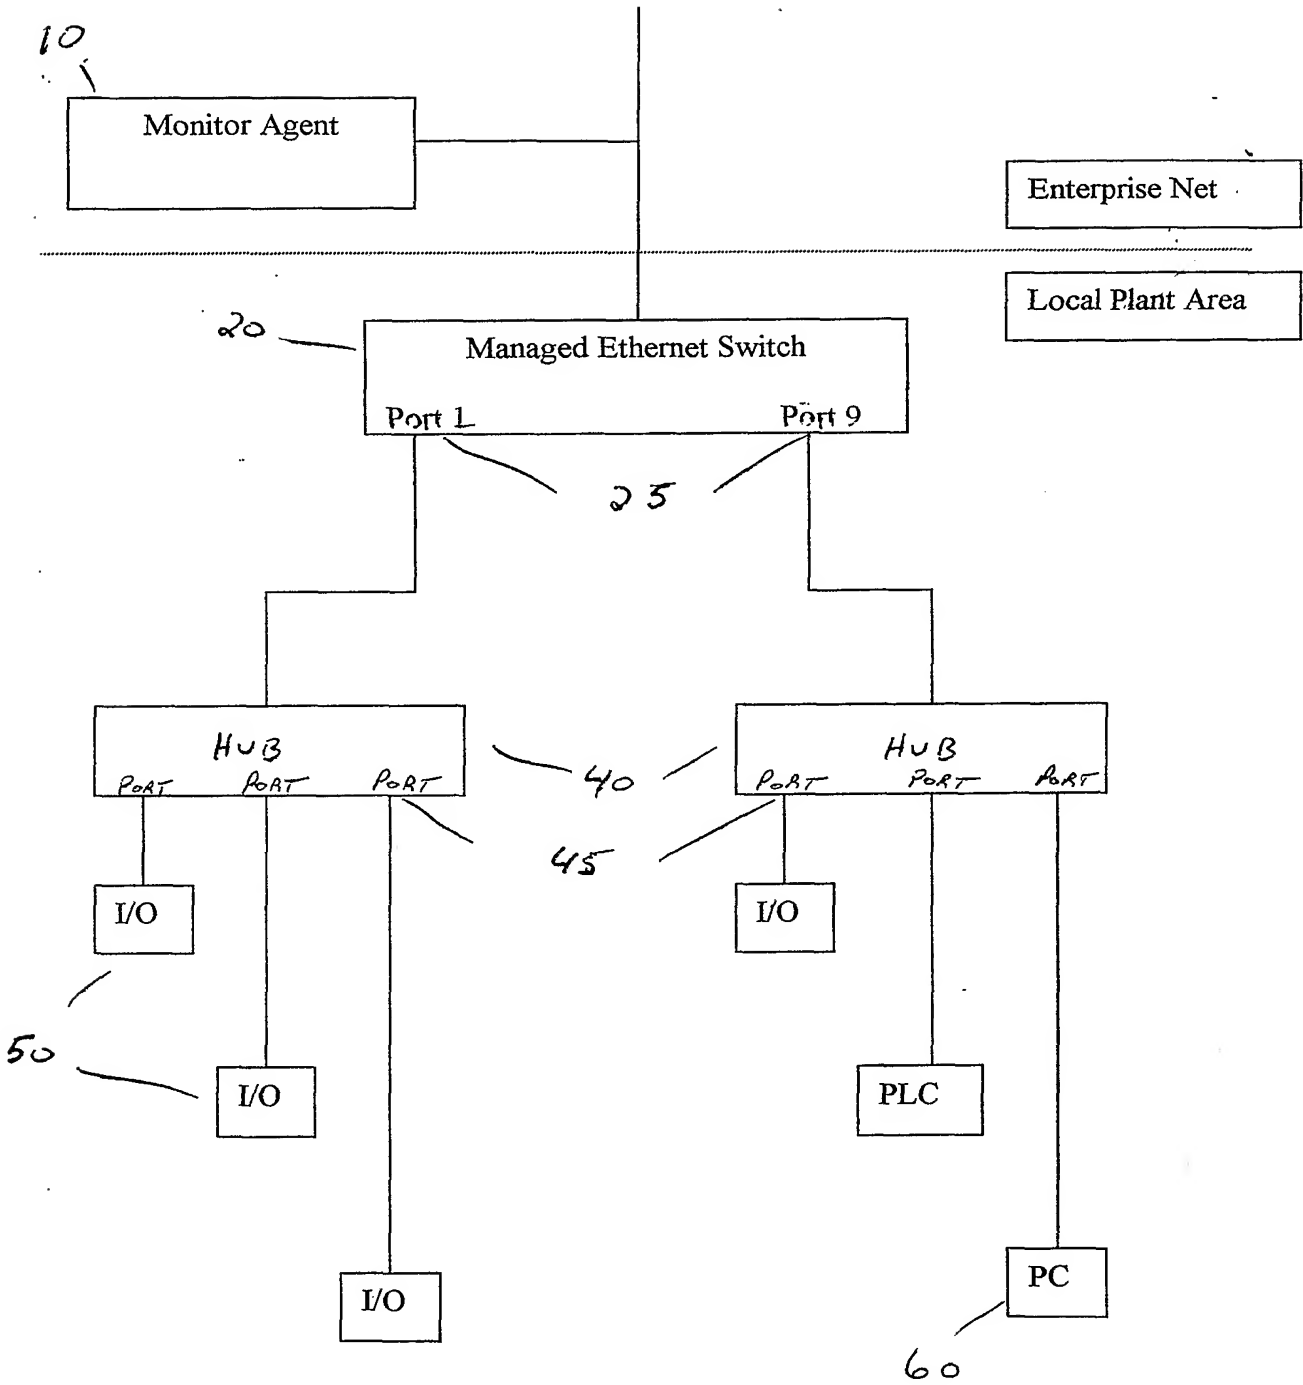 10
Monitor Agent
Enterprise Net
Local Plant Area
20
Managed Ethernet Switch
Port 1
Port 9
25
HUB
HUB
PORT PORT PORT
PORT PORT PORT
40
45
I/O
I/O
50
I/O
PLC
PC
I/O
60